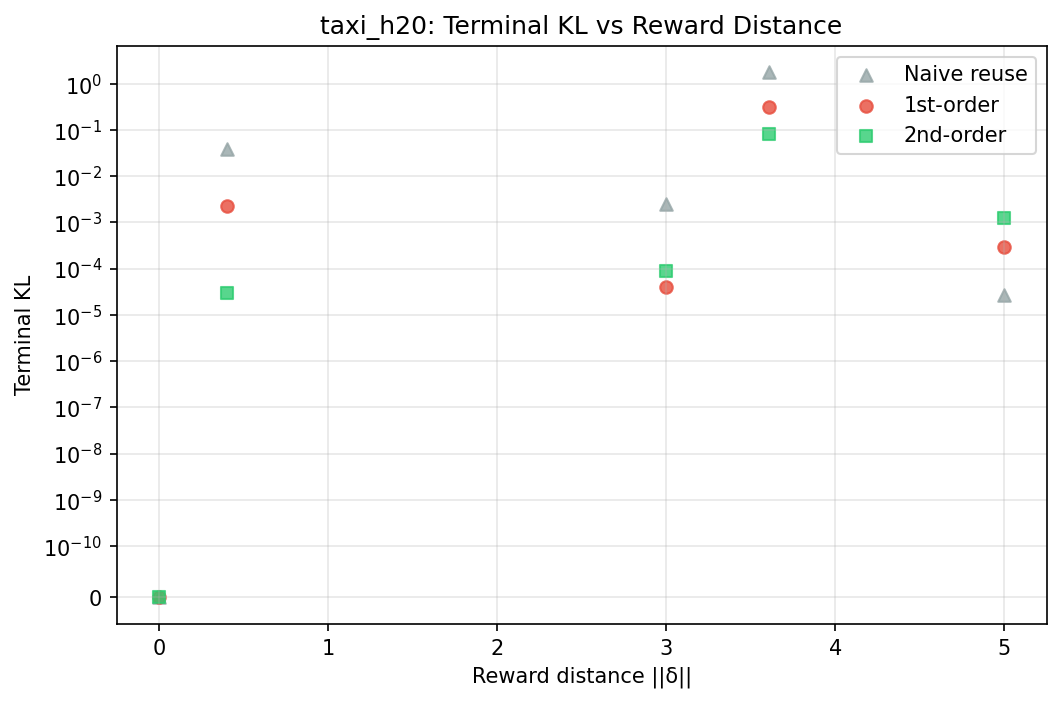 taxi_h20: Terminal KL vs Reward Distance
Naive reuse
1st-order
2nd-order
Terminal KL
10⁰
10⁻¹
10⁻²
10⁻³
10⁻⁴
10⁻⁵
10⁻⁶
10⁻⁷
10⁻⁸
10⁻⁹
10⁻¹⁰
0
0 1 2 3 4 5
Reward distance ||δ||